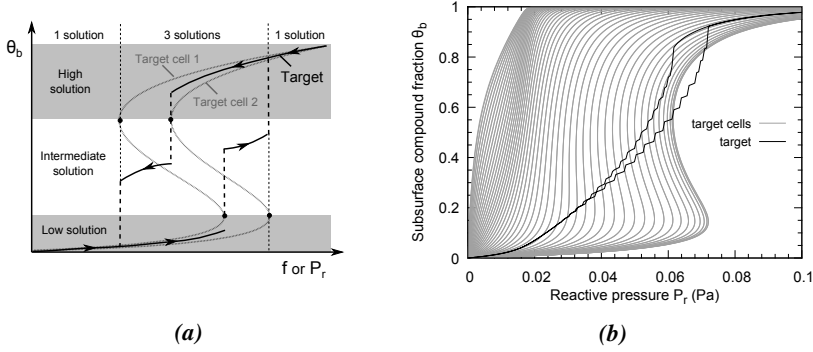 1 solution
3 solutions
1 solution
θb
Target cell 1
Target
High solution
Target cell 2
Intermediate solution
Low solution
f or Pr
(a)
Subsurface compound fraction θb
1
0.8
0.6
0.4
0.2
0
target cells
target
0
0.02
0.04
0.06
0.08
0.1
Reactive pressure Pr (Pa)
(b)